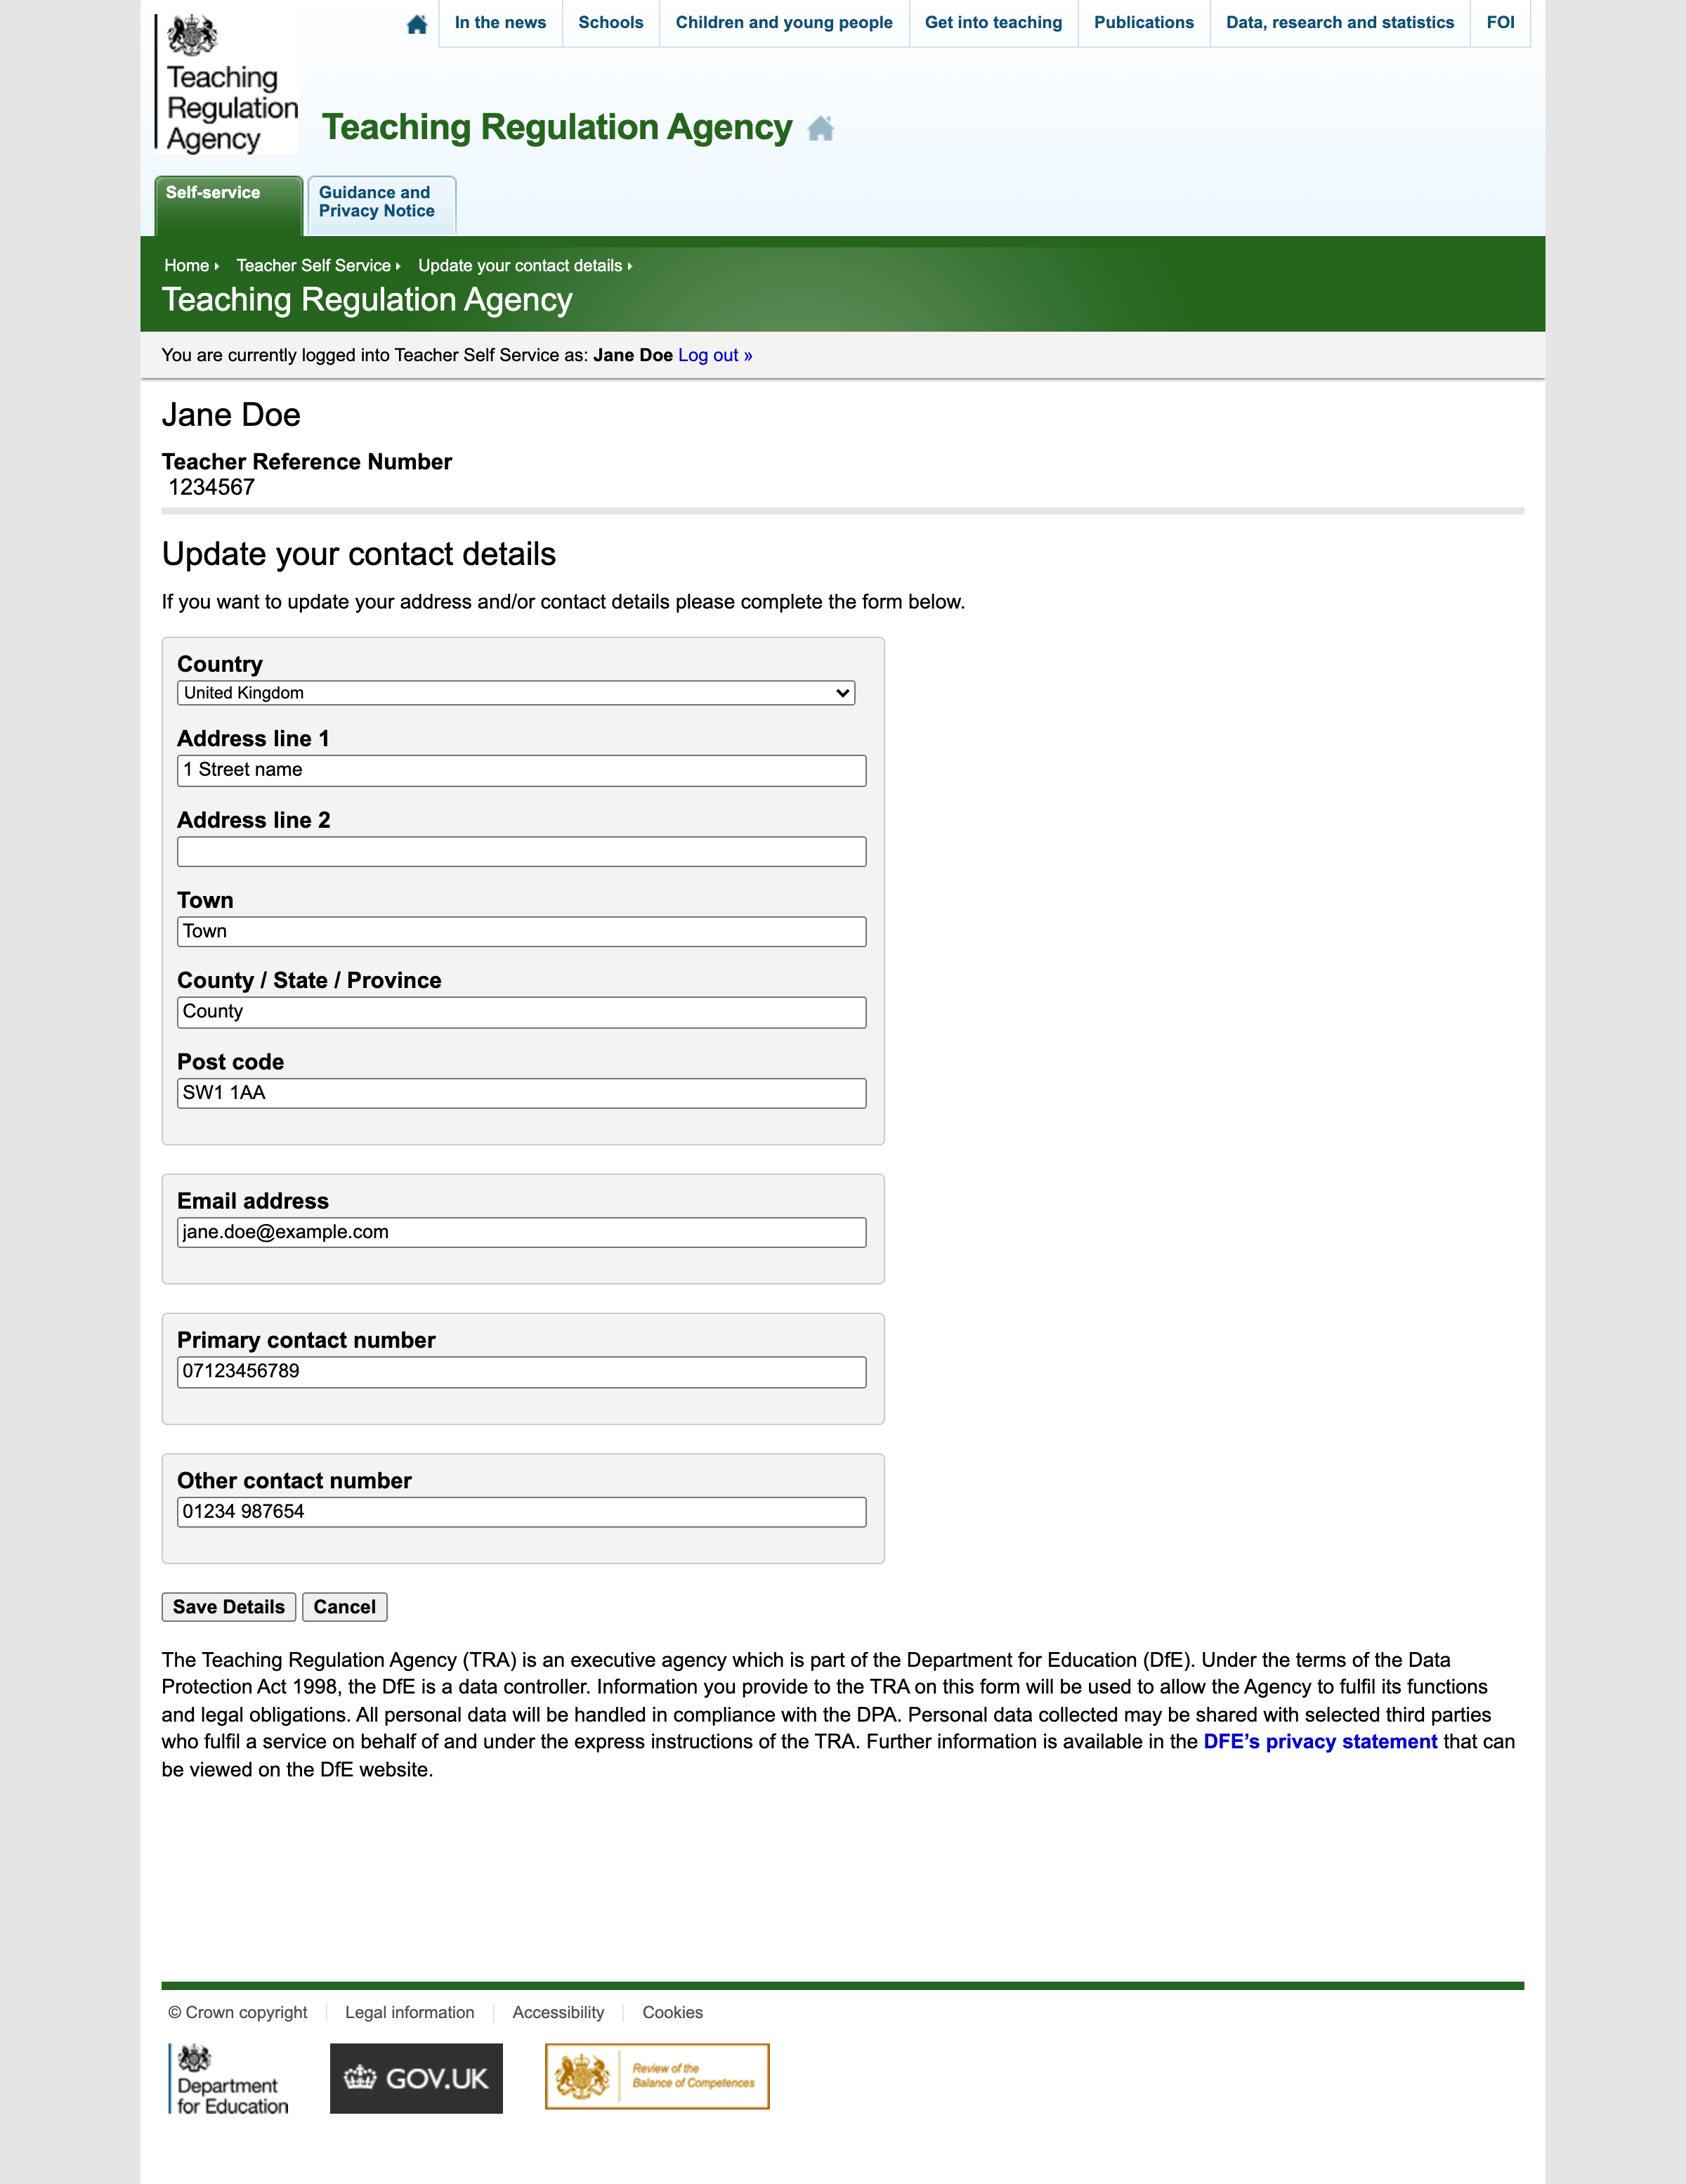 Teaching
Regulation
Agency
In the news
Schools
Children and young people
Get into teaching
Publications
Data, research and statistics
FOI
Teaching Regulation Agency
Self-service
Guidance and
Privacy Notice
Home
Teacher Self Service
Update your contact details
Teaching Regulation Agency
You are currently logged into Teacher Self Service as: Jane Doe Log out »
Jane Doe
Teacher Reference Number
1234567
Update your contact details
If you want to update your address and/or contact details please complete the form below.
Country
United Kingdom
Address line 1
1 Street name
Address line 2
Town
Town
County / State / Province
County
Post code
SW1 1AA
Email address
jane.doe@example.com
Primary contact number
07123456789
Other contact number
01234 987654
Save Details
Cancel
The Teaching Regulation Agency (TRA) is an executive agency which is part of the Department for Education (DfE). Under the terms of the Data
Protection Act 1998, the DfE is a data controller. Information you provide to the TRA on this form will be used to allow the Agency to fulfil its functions
and legal obligations. All personal data will be handled in compliance with the DPA. Personal data collected may be shared with selected third parties
who fulfil a service on behalf of and under the express instructions of the TRA. Further information is available in the DFE’s privacy statement that can
be viewed on the DfE website.
© Crown copyright
Legal information
Accessibility
Cookies
Department
for Education
GOV.UK
Review of the
Balance of Competences